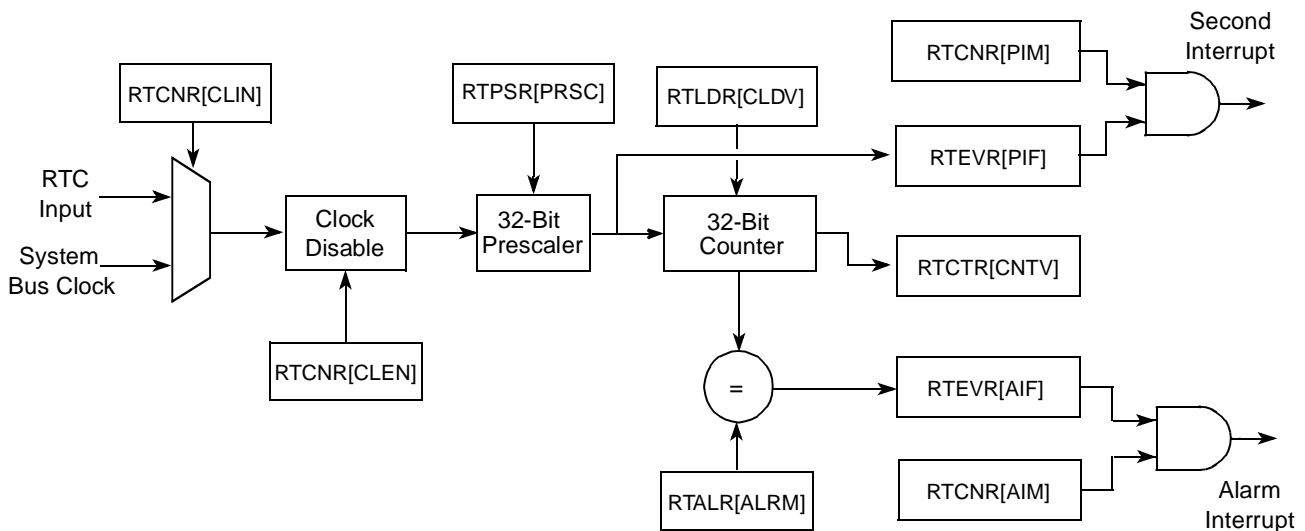 Second
Interrupt
RTCNR[PIM]
RTCNR[CLIN]
RTPSR[PRSC]
RTLDR[CLDV]
RTEVR[PIF]
RTC
Input
Clock
Disable
32-Bit
Prescaler
32-Bit
Counter
System
Bus Clock
RTCTR[CNTV]
RTCNR[CLEN]
=
RTEVR[AIF]
RTALR[ALRM]
RTCNR[AIM]
Alarm
Interrupt